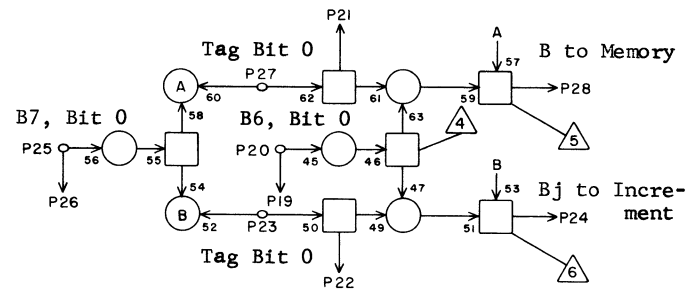 P21
Tag Bit 0
A
B to Memory
P27
57
A
60
62
61
59
P28
B7, Bit 0
58
B6, Bit 0
63
4
5
P25
56
55
P20
45
46
54
47
B
53
Bj to Incre-
ment
P26
P19
B
52
P23
50
49
51
P24
Tag Bit 0
P22
6